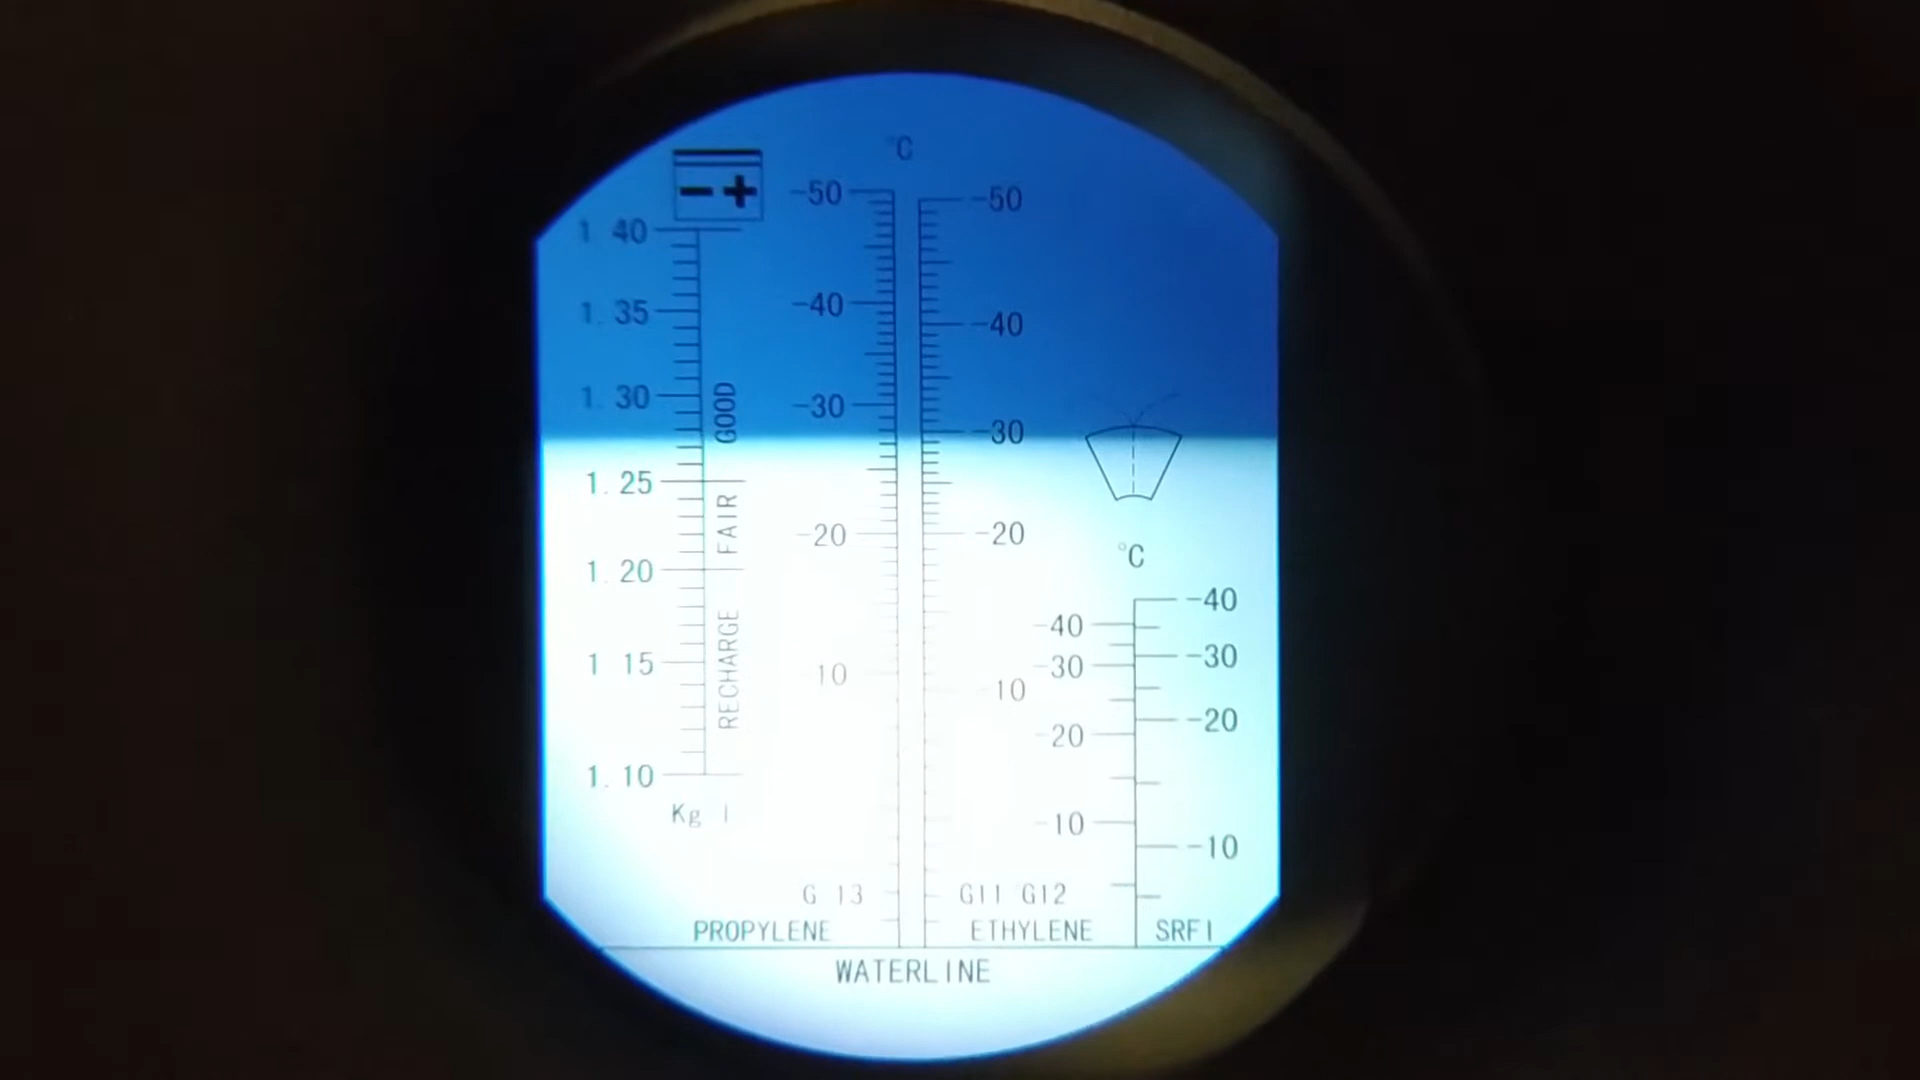 °C
-+
-50
-50
1.40
-40
1.35
-40
1.30
GOOD
-30
-30
1.25
FAIR
-20
-20
°C
1.20
-40
-40
RECHARGE
-30
-30
1 15
10
10
-20
20
1.10
-10
Kg l
-10
G 13
G11 G12
PROPYLENE
ETHYLENE
SRF I
WATERLINE